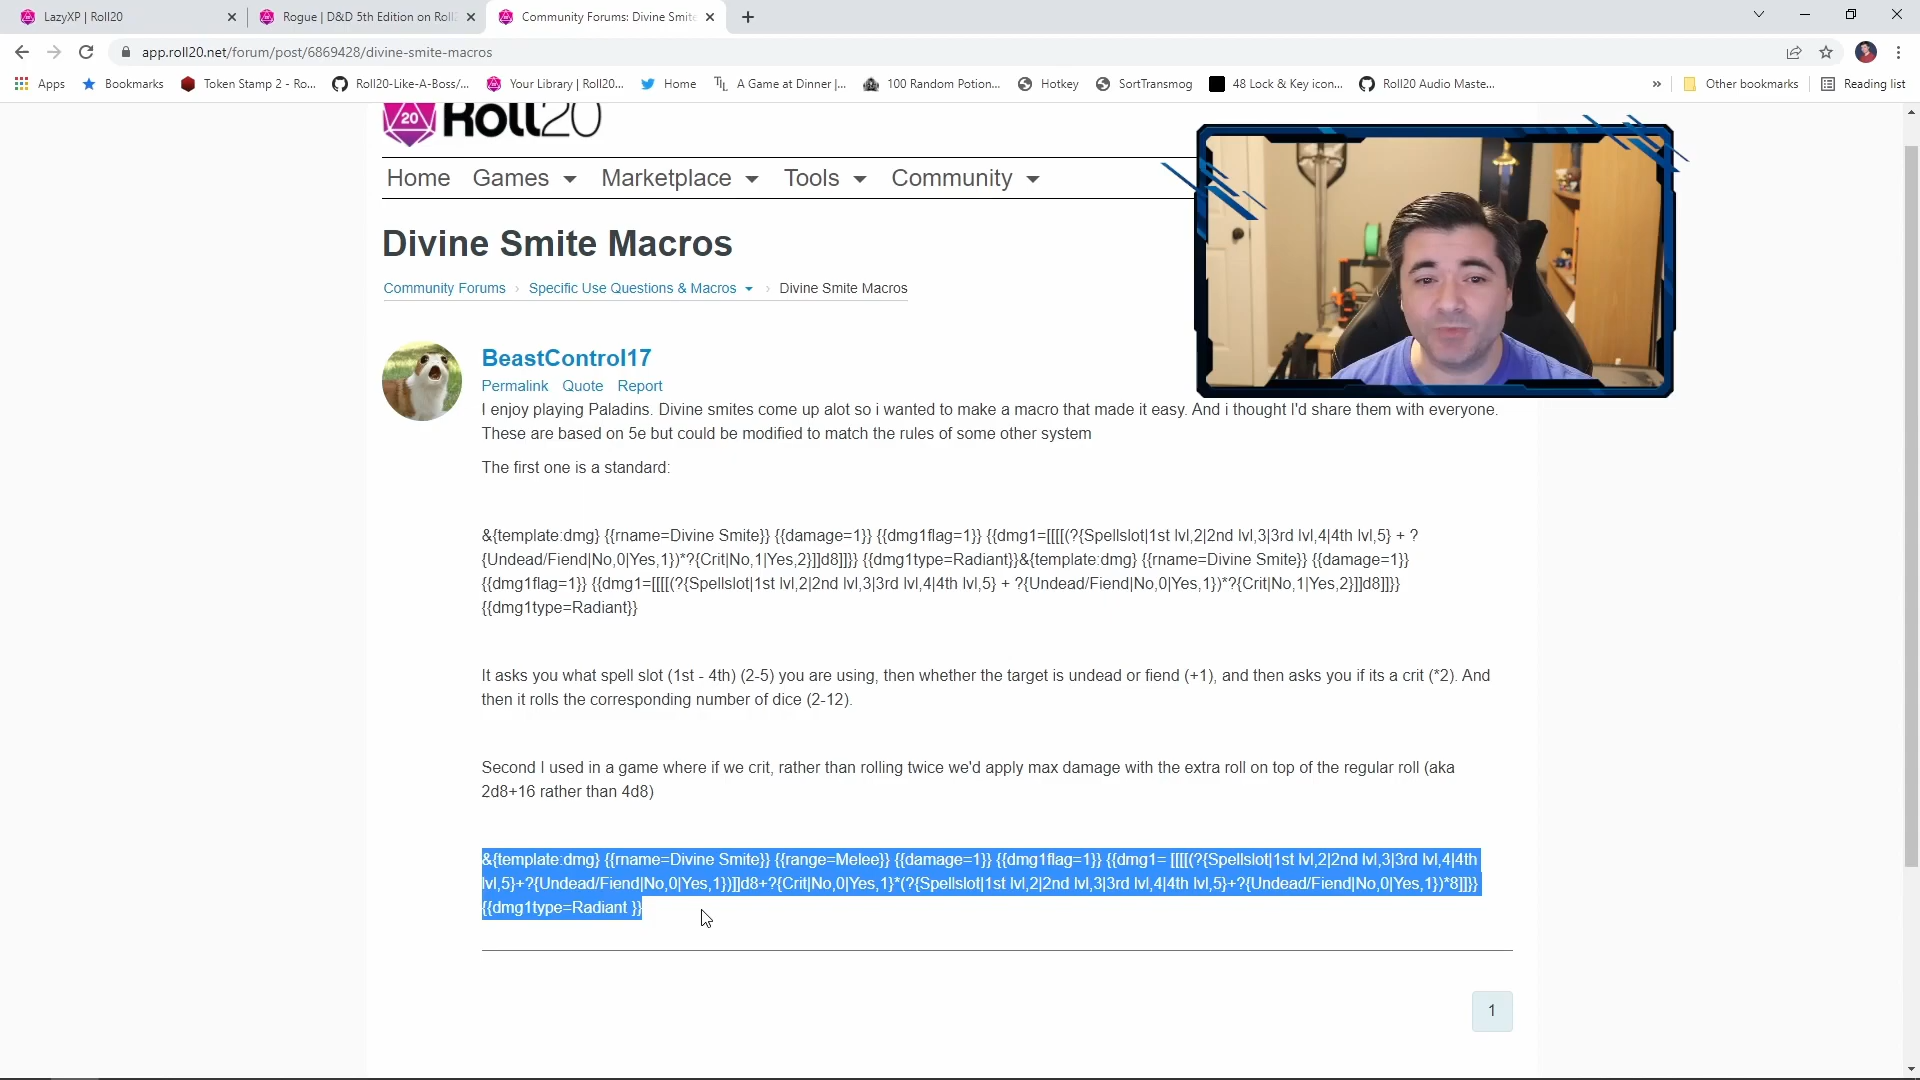 LazyXP | Roll20
Rogue | D&D 5th Edition on Roll2
Community Forums: Divine Smite
app.roll20.net/forum/post/6869428/divine-smite-macros
Apps
Bookmarks
Token Stamp 2 - Ro...
Roll20-Like-A-Boss/...
Your Library | Roll20...
Home
A Game at Dinner |...
100 Random Potion...
Hotkey
SortTransmog
48 Lock & Key icon...
Roll20 Audio Maste...
»
Other bookmarks
Reading list
20 Roll20
Home Games Marketplace Tools Community
Divine Smite Macros
Community Forums › Specific Use Questions & Macros › Divine Smite Macros
BeastControl17
Permalink Quote Report
I enjoy playing Paladins. Divine smites come up alot so i wanted to make a macro that made it easy. And i thought I'd share them with everyone.
These are based on 5e but could be modified to match the rules of some other system
The first one is a standard:
&{template:dmg} {{rname=Divine Smite}} {{damage=1}} {{dmg1flag=1}} {{dmg1=[[[[(?{Spellslot|1st lvl,2|2nd lvl,3|3rd lvl,4|4th lvl,5} + ?
{Undead/Fiend|No,0|Yes,1})*?{Crit|No,1|Yes,2}]]d8]]}} {{dmg1type=Radiant}}&{template:dmg} {{rname=Divine Smite}} {{damage=1}}
{{dmg1flag=1}} {{dmg1=[[[[(?{Spellslot|1st lvl,2|2nd lvl,3|3rd lvl,4|4th lvl,5} + ?{Undead/Fiend|No,0|Yes,1})*?{Crit|No,1|Yes,2}]]d8]]}}
{{dmg1type=Radiant}}
It asks you what spell slot (1st - 4th) (2-5) you are using, then whether the target is undead or fiend (+1), and then asks you if its a crit (*2). And
then it rolls the corresponding number of dice (2-12).
Second I used in a game where if we crit, rather than rolling twice we'd apply max damage with the extra roll on top of the regular roll (aka
2d8+16 rather than 4d8)
&{template:dmg} {{rname=Divine Smite}} {{range=Melee}} {{damage=1}} {{dmg1flag=1}} {{dmg1= [[[[(?{Spellslot|1st lvl,2|2nd lvl,3|3rd lvl,4|4th
lvl,5}+?{Undead/Fiend|No,0|Yes,1})]]d8+?{Crit|No,0|Yes,1}*(?{Spellslot|1st lvl,2|2nd lvl,3|3rd lvl,4|4th lvl,5}+?{Undead/Fiend|No,0|Yes,1})*8]]}}
{{dmg1type=Radiant }}
1